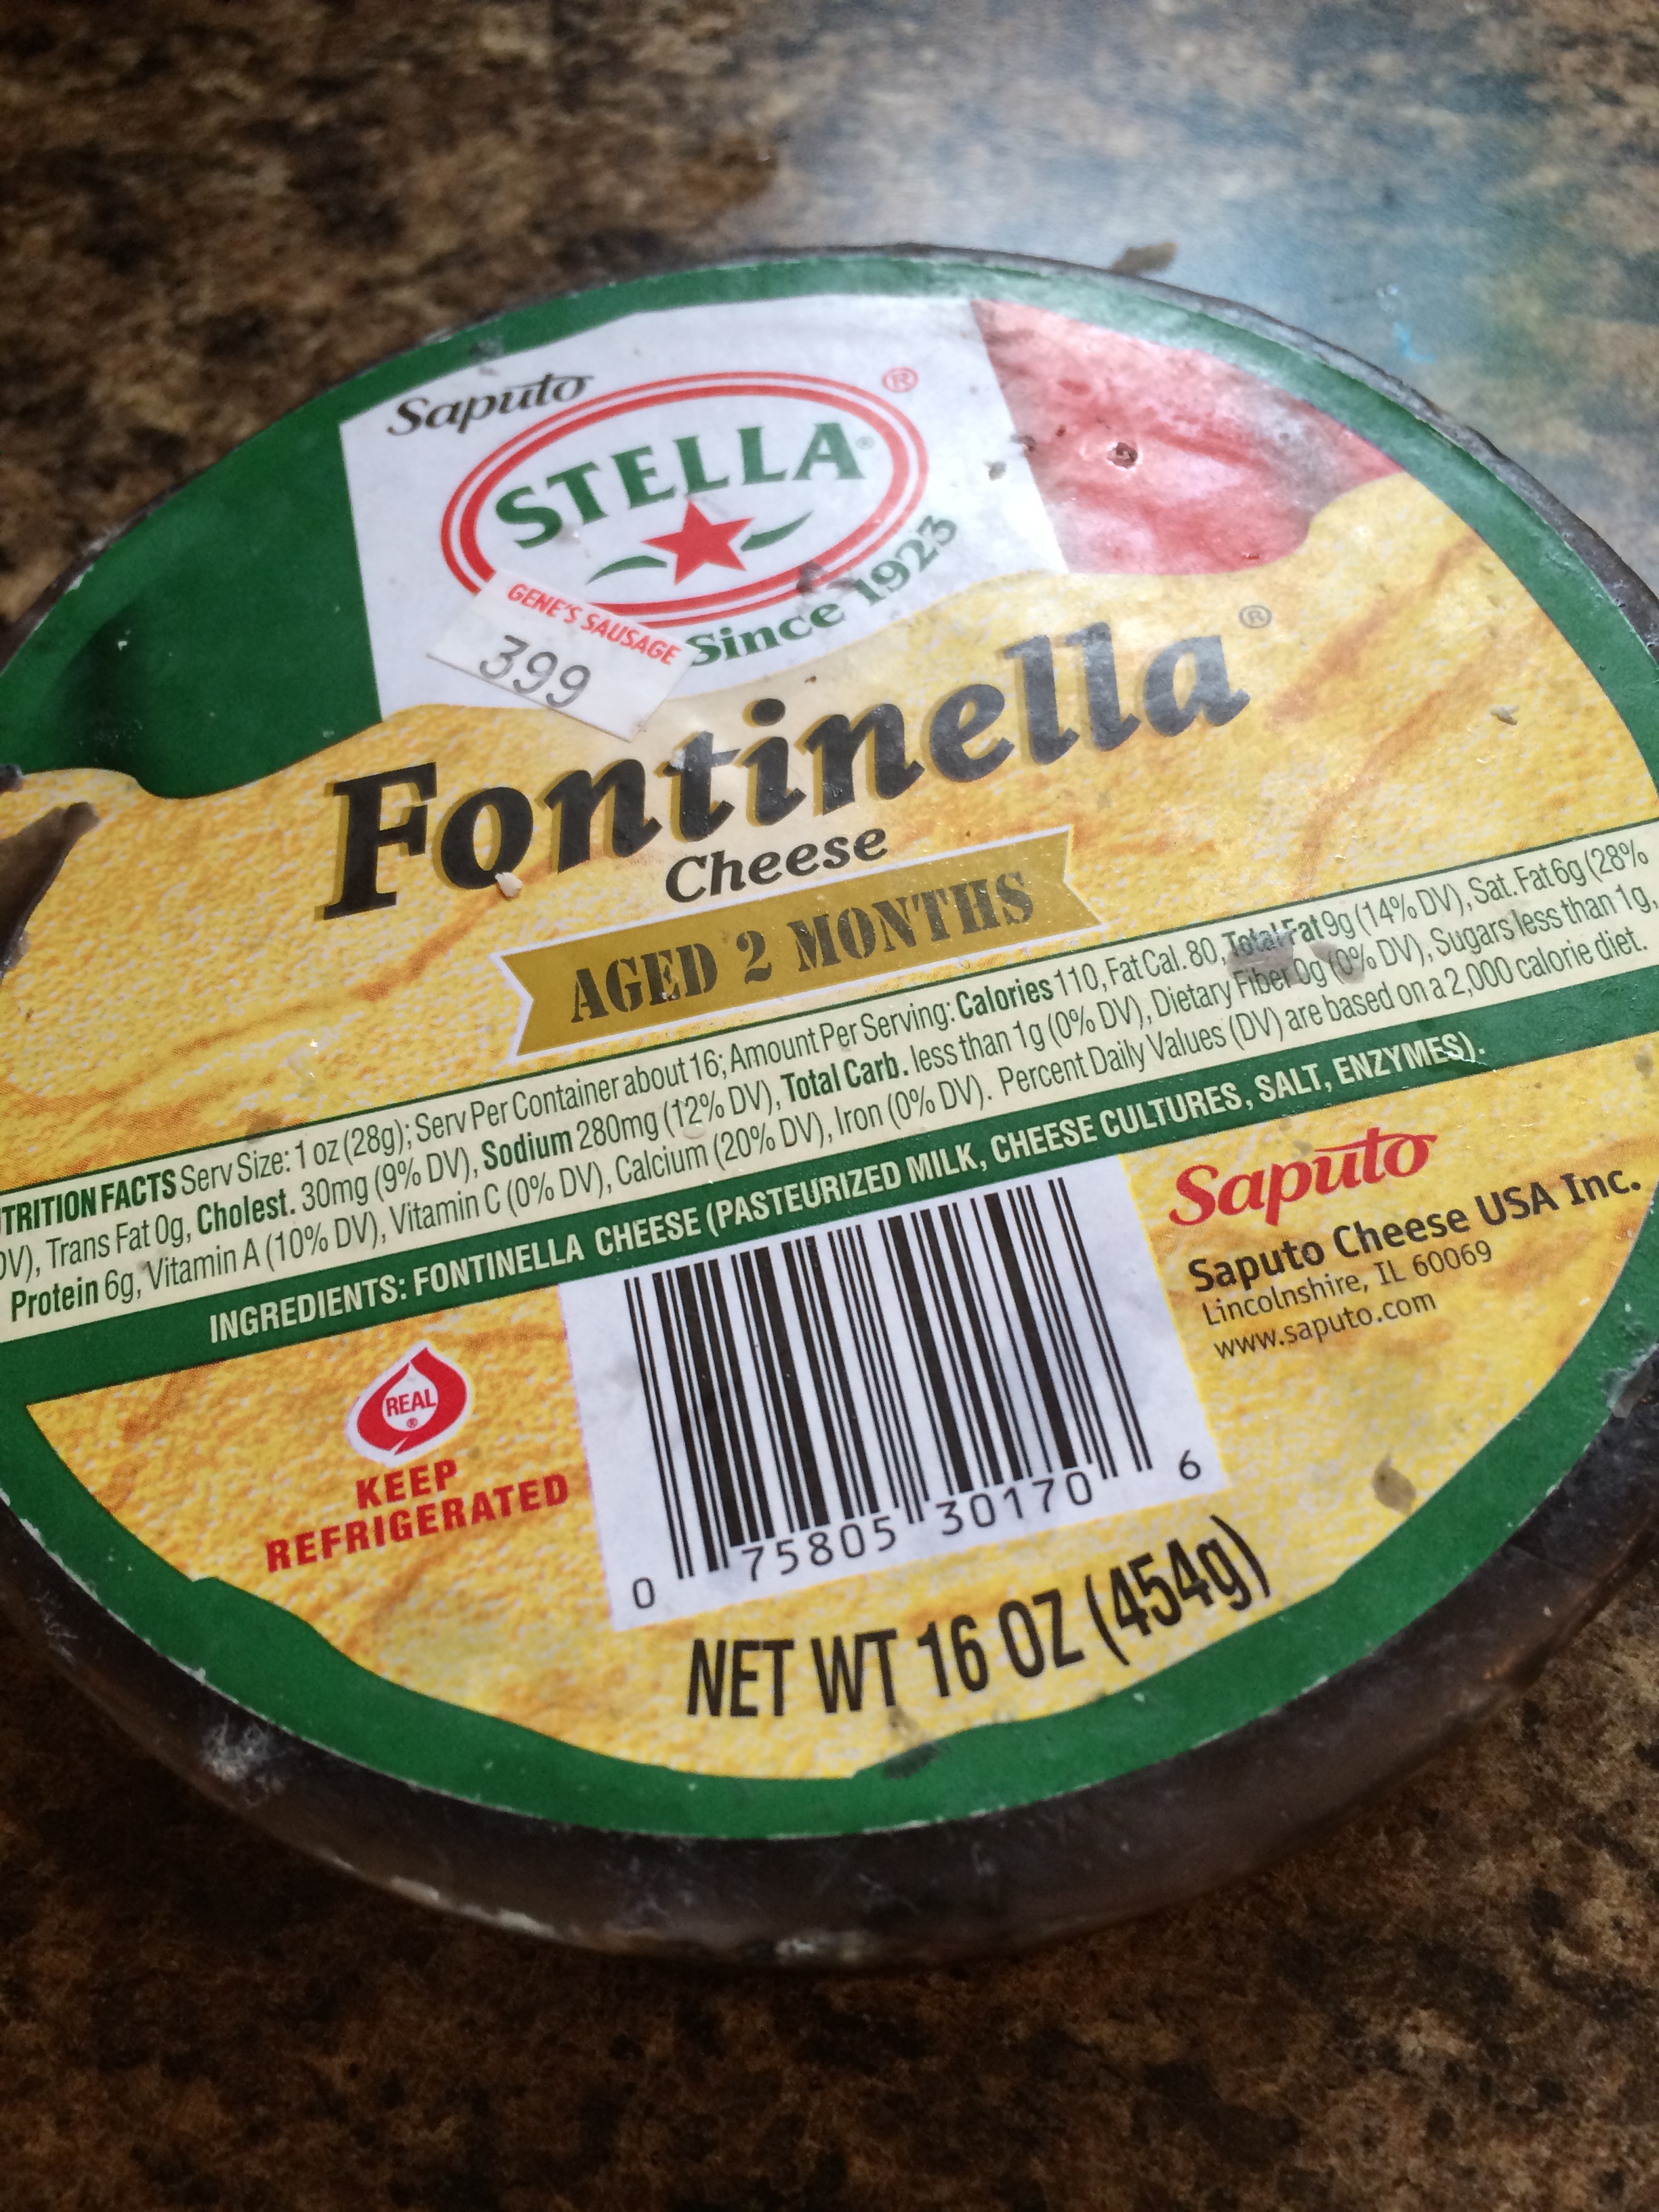 Saputo
®
STELLA®
Since 1923
GENE'S SAUSAGE
399
Fontinella®
Cheese
AGED 2 MONTHS
TRITION FACTS Serv Size: 1 oz (28g); Serv Per Container about 16; Amount Per Serving: Calories 110, Fat Cal. 80, Total Fat 9g (14% DV), Sat. Fat 6g (28%
DV), Trans Fat 0g, Cholest. 30mg (9% DV), Sodium 280mg (12% DV), Total Carb. less than 1g (0% DV), Dietary Fiber 0g (0% DV), Sugars less than 1g,
Protein 6g, Vitamin A (10% DV), Vitamin C (0% DV), Calcium (20% DV), Iron (0% DV). Percent Daily Values (DV) are based on a 2,000 calorie diet.
INGREDIENTS: FONTINELLA CHEESE (PASTEURIZED MILK, CHEESE CULTURES, SALT, ENZYMES).
REAL
®
KEEP
REFRIGERATED
0 75805 30170 6
Saputo
Saputo Cheese USA Inc.
Lincolnshire, IL 60069
www.saputo.com
NET WT 16 OZ (454g)